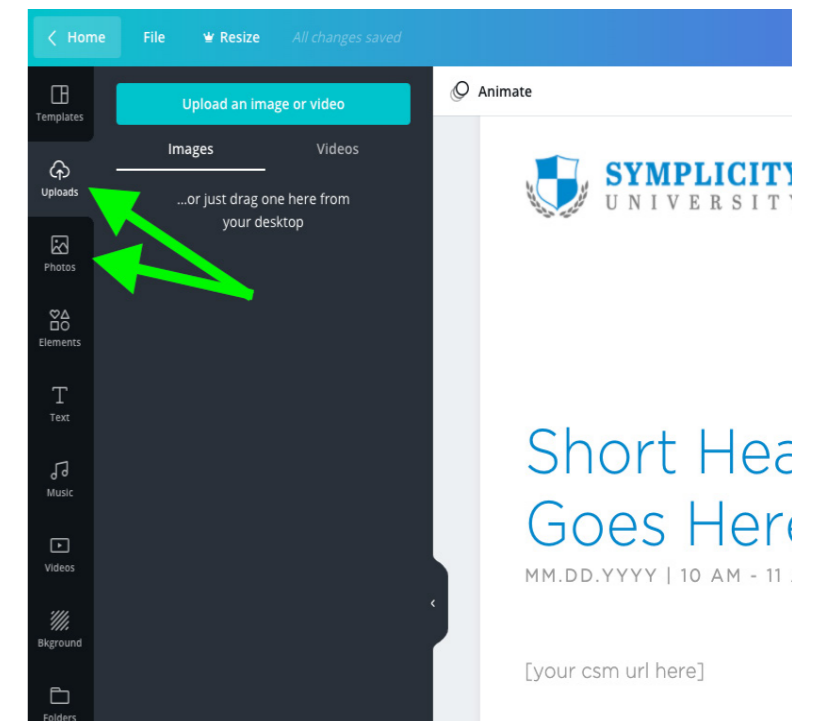 Home File Resize All changes saved
Templates
Uploads
Photos
Elements
Text
Music
Videos
Bkground
Folders
Upload an image or video
Images Videos
...or just drag one here from
your desktop
Animate
SYMPLICITY
UNIVERSIT
Short Hea
Goes Here
MM.DD.YYYY | 10 AM - 11
[your csm url here]